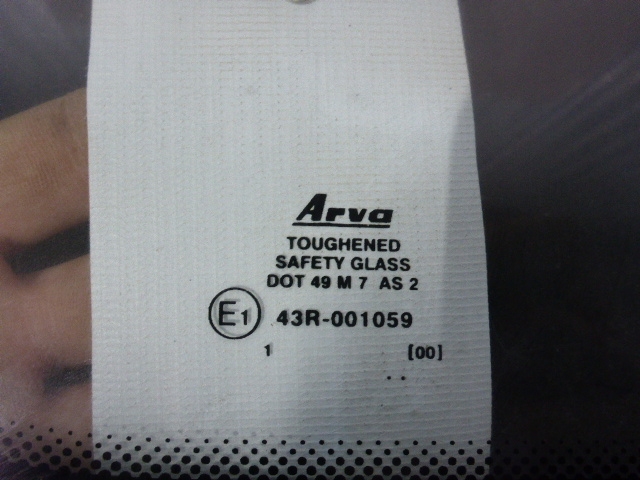 Arva
TOUGHENED
SAFETY GLASS
DOT 49 M 7 AS 2
E1 43R-001059
1 [00]
..